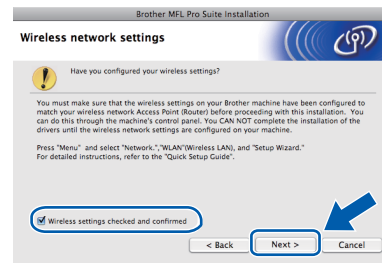 Brother MFL Pro Suite Installation
Wireless network settings
Have you configured your wireless settings?
You must make sure that the wireless settings on your Brother machine have been configured to
match your wireless network Access Point (Router) before proceeding with this installation. You
can do this through the machine's control panel. You CAN NOT complete the installation of the
drivers until the wireless network settings are configured on your machine.
Press "Menu" and select "Network.","WLAN"(Wireless LAN), and "Setup Wizard."
For detailed instructions, refer to the "Quick Setup Guide".
Wireless settings checked and confirmed
< Back Next > Cancel